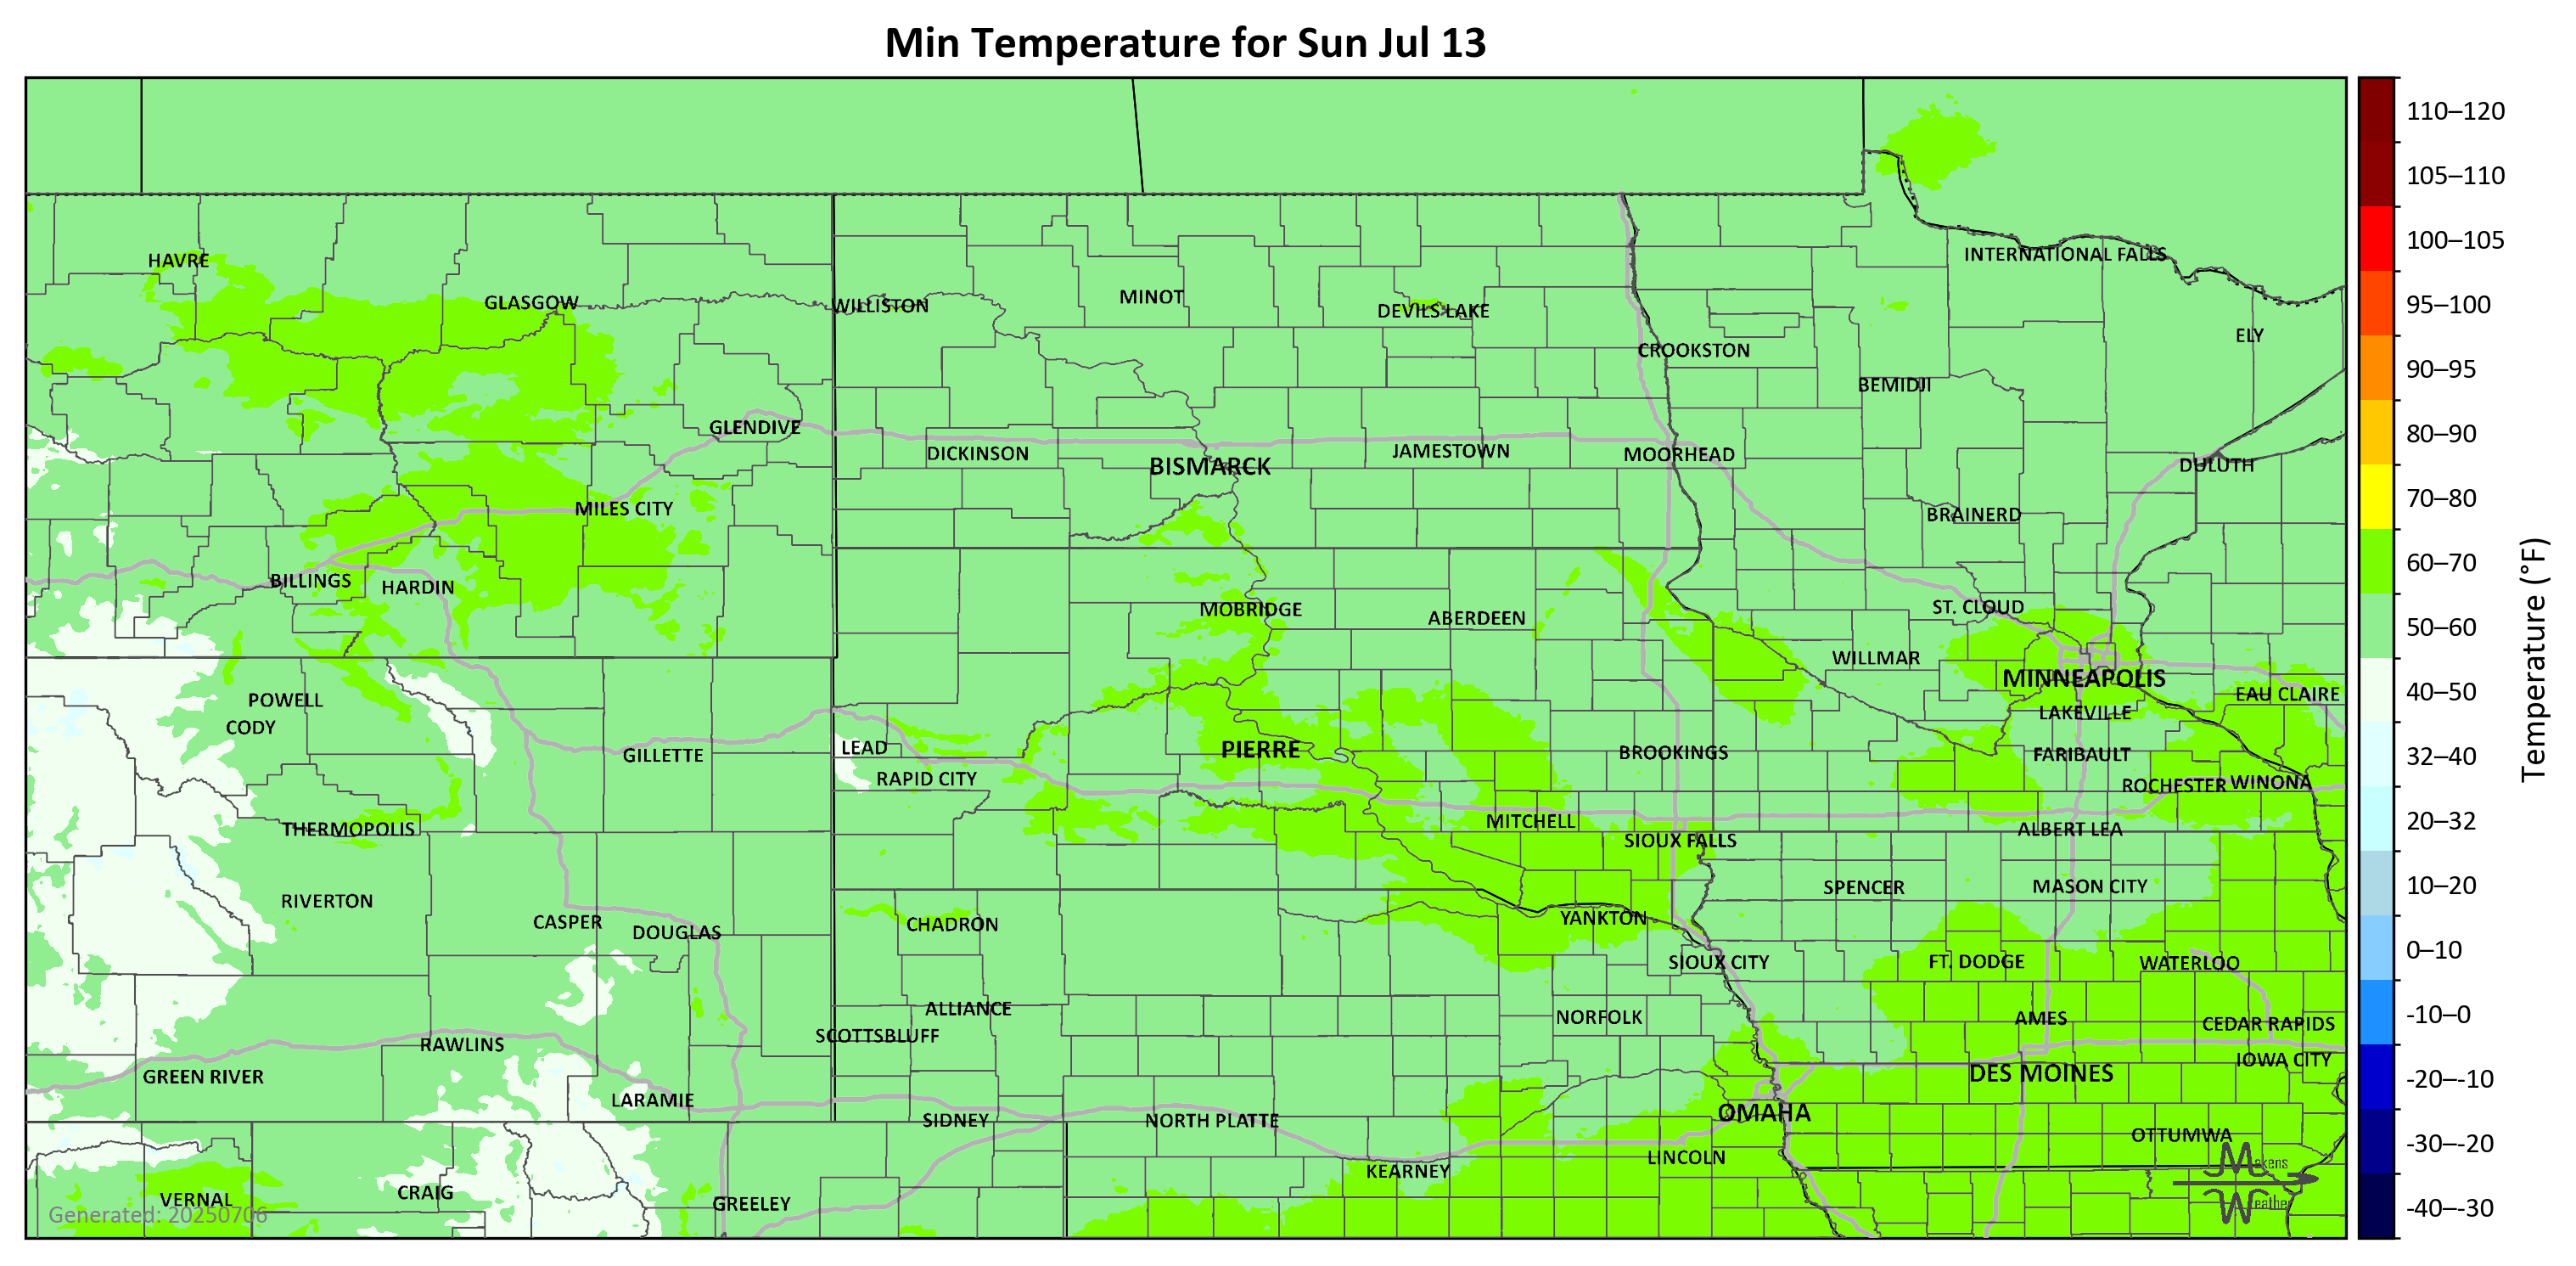 Min Temperature for Sun Jul 13
110–120
105–110
100–105
95–100
90–95
80–90
70–80
60–70
50–60
40–50
32–40
20–32
10–20
0–10
-10–0
-20–-10
-30–-20
-40–-30
Temperature (°F)
HAVRE
GLASGOW
WILLISTON
MINOT
DEVILS LAKE
INTERNATIONAL FALLS
ELY
CROOKSTON
BEMIDJI
GLENDIVE
DICKINSON
BISMARCK
JAMESTOWN
MOORHEAD
DULUTH
MILES CITY
BRAINERD
BILLINGS
HARDIN
MOBRIDGE
ABERDEEN
ST. CLOUD
WILLMAR
MINNEAPOLIS
EAU CLAIRE
POWELL
CODY
LAKEVILLE
GILLETTE
LEAD
RAPID CITY
PIERRE
BROOKINGS
FARIBAULT
ROCHESTER
WINONA
THERMOPOLIS
MITCHELL
SIOUX FALLS
ALBERT LEA
RIVERTON
SPENCER
MASON CITY
CASPER
DOUGLAS
CHADRON
YANKTON
SIOUX CITY
FT. DODGE
WATERLOO
ALLIANCE
NORFOLK
AMES
CEDAR RAPIDS
SCOTTSBLUFF
RAWLINS
IOWA CITY
GREEN RIVER
DES MOINES
LARAMIE
SIDNEY
NORTH PLATTE
OMAHA
OTTUMWA
LINCOLN
KEARNEY
VERNAL
CRAIG
GREELEY
Generated: 20250706
Makens
Weather